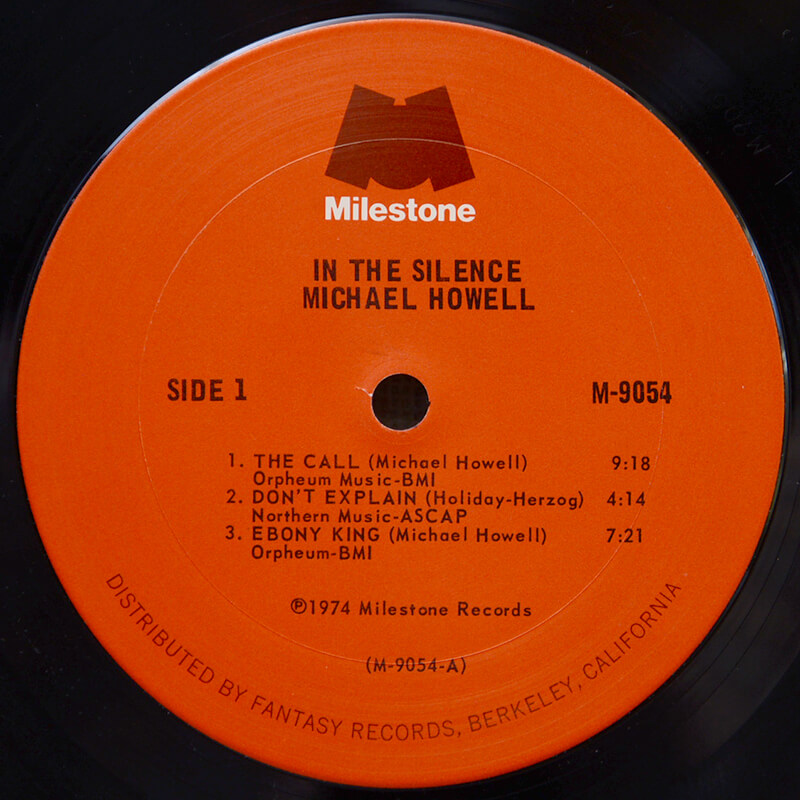 Milestone
IN THE SILENCE
MICHAEL HOWELL
SIDE 1
M-9054
1. THE CALL (Michael Howell) 9:18
Orpheum Music-BMI
2. DON'T EXPLAIN (Holiday-Herzog) 4:14
Northern Music-ASCAP
3. EBONY KING (Michael Howell) 7:21
Orpheum-BMI
℗1974 Milestone Records
(M-9054-A)
DISTRIBUTED BY FANTASY RECORDS, BERKELEY, CALIFORNIA